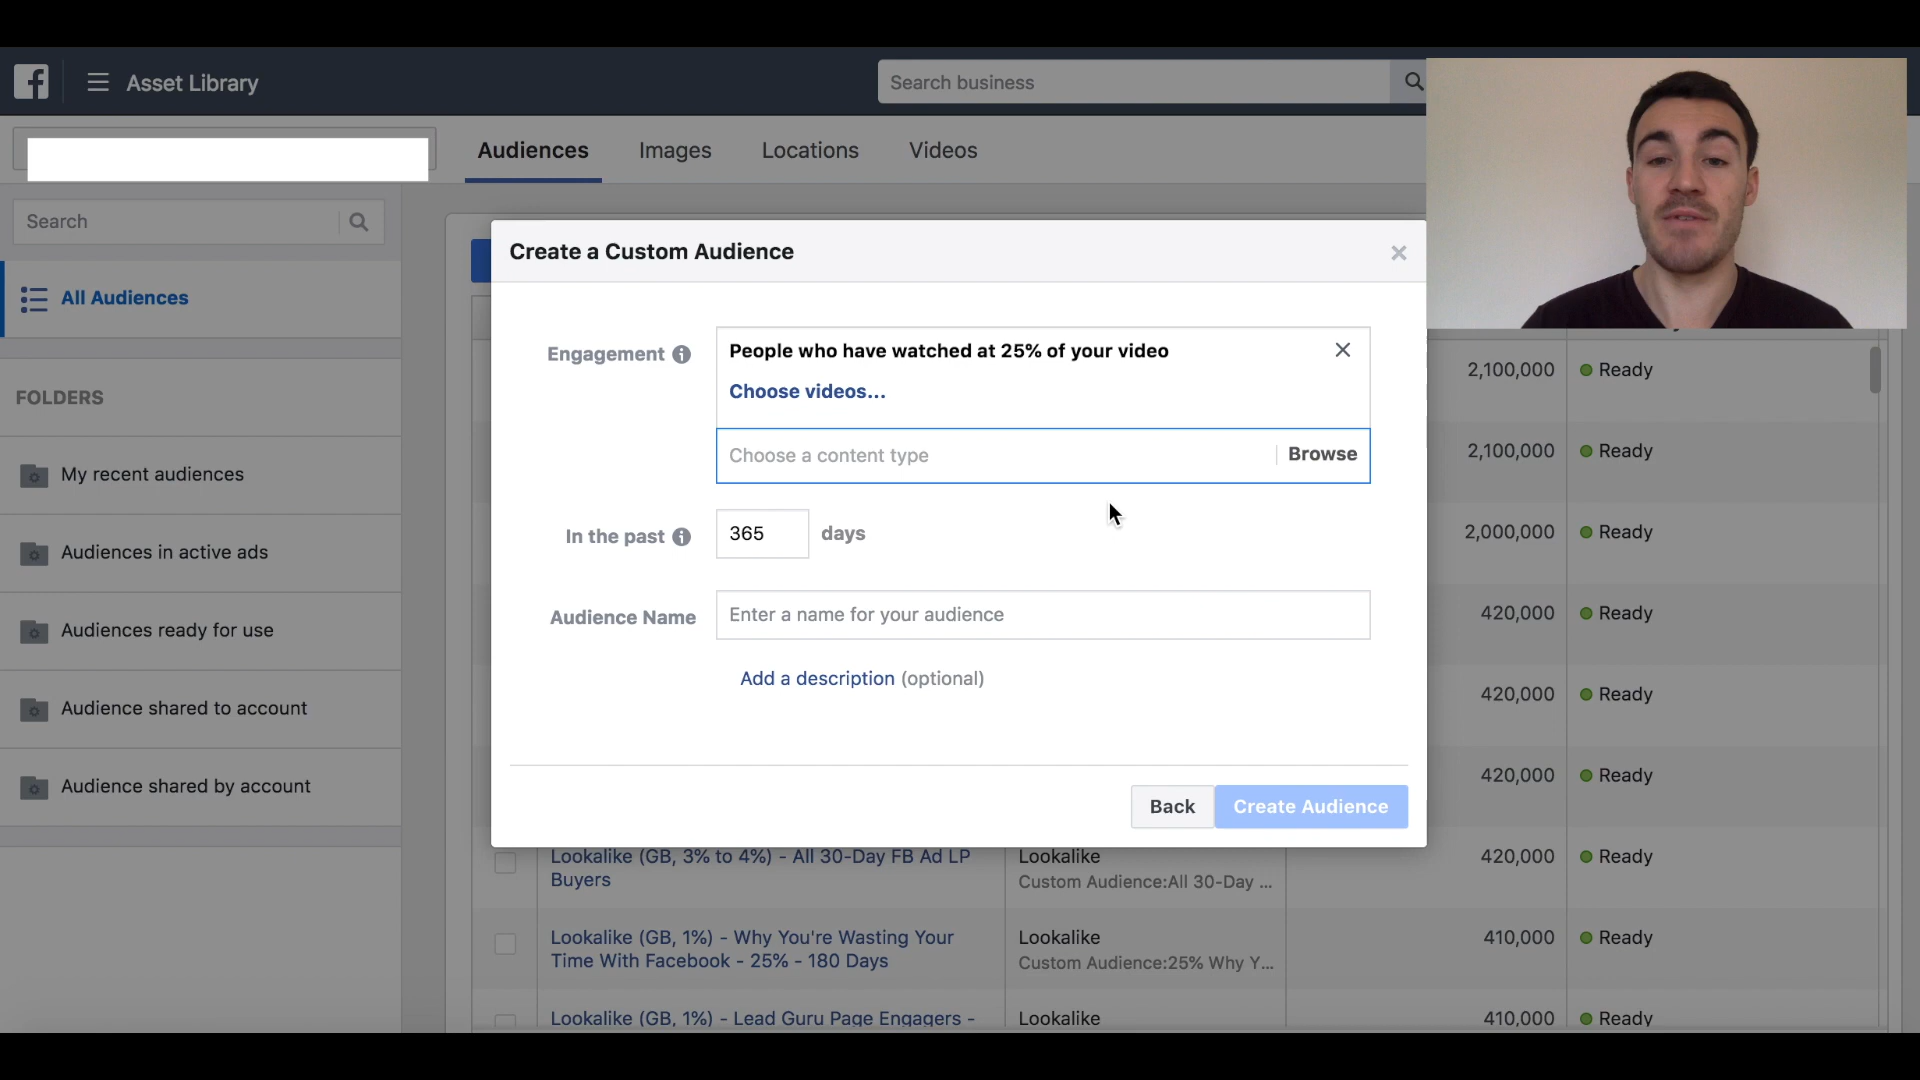 Asset Library
Search business
Audiences
Images
Locations
Videos
Search
All Audiences
FOLDERS
My recent audiences
Audiences in active ads
Audiences ready for use
Audience shared to account
Audience shared by account
Create a Custom Audience
Engagement
People who have watched at 25% of your video
Choose videos...
Choose a content type
Browse
In the past
365
days
Audience Name
Enter a name for your audience
Add a description (optional)
Back
Create Audience
2,100,000 Ready
2,100,000 Ready
2,000,000 Ready
420,000 Ready
420,000 Ready
420,000 Ready
Lookalike (GB, 3% to 4%) - All 30-Day FB Ad LP
Buyers
Lookalike
Custom Audience:All 30-Day ...
420,000 Ready
Lookalike (GB, 1%) - Why You're Wasting Your
Time With Facebook - 25% - 180 Days
Lookalike
Custom Audience:25% Why Y...
410,000 Ready
Lookalike (GB, 1%) - Lead Guru Page Engagers -
Lookalike
410,000 Ready